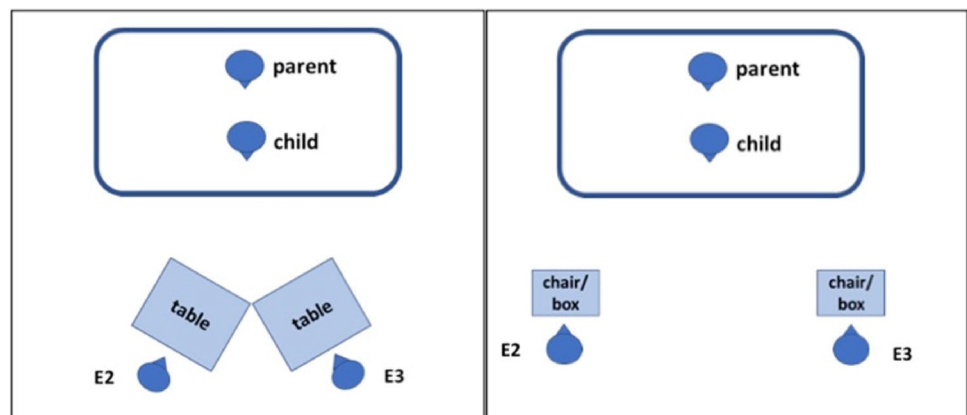 parent
child
table
table
E2
E3
parent
child
chair/
box
chair/
box
E2
E3